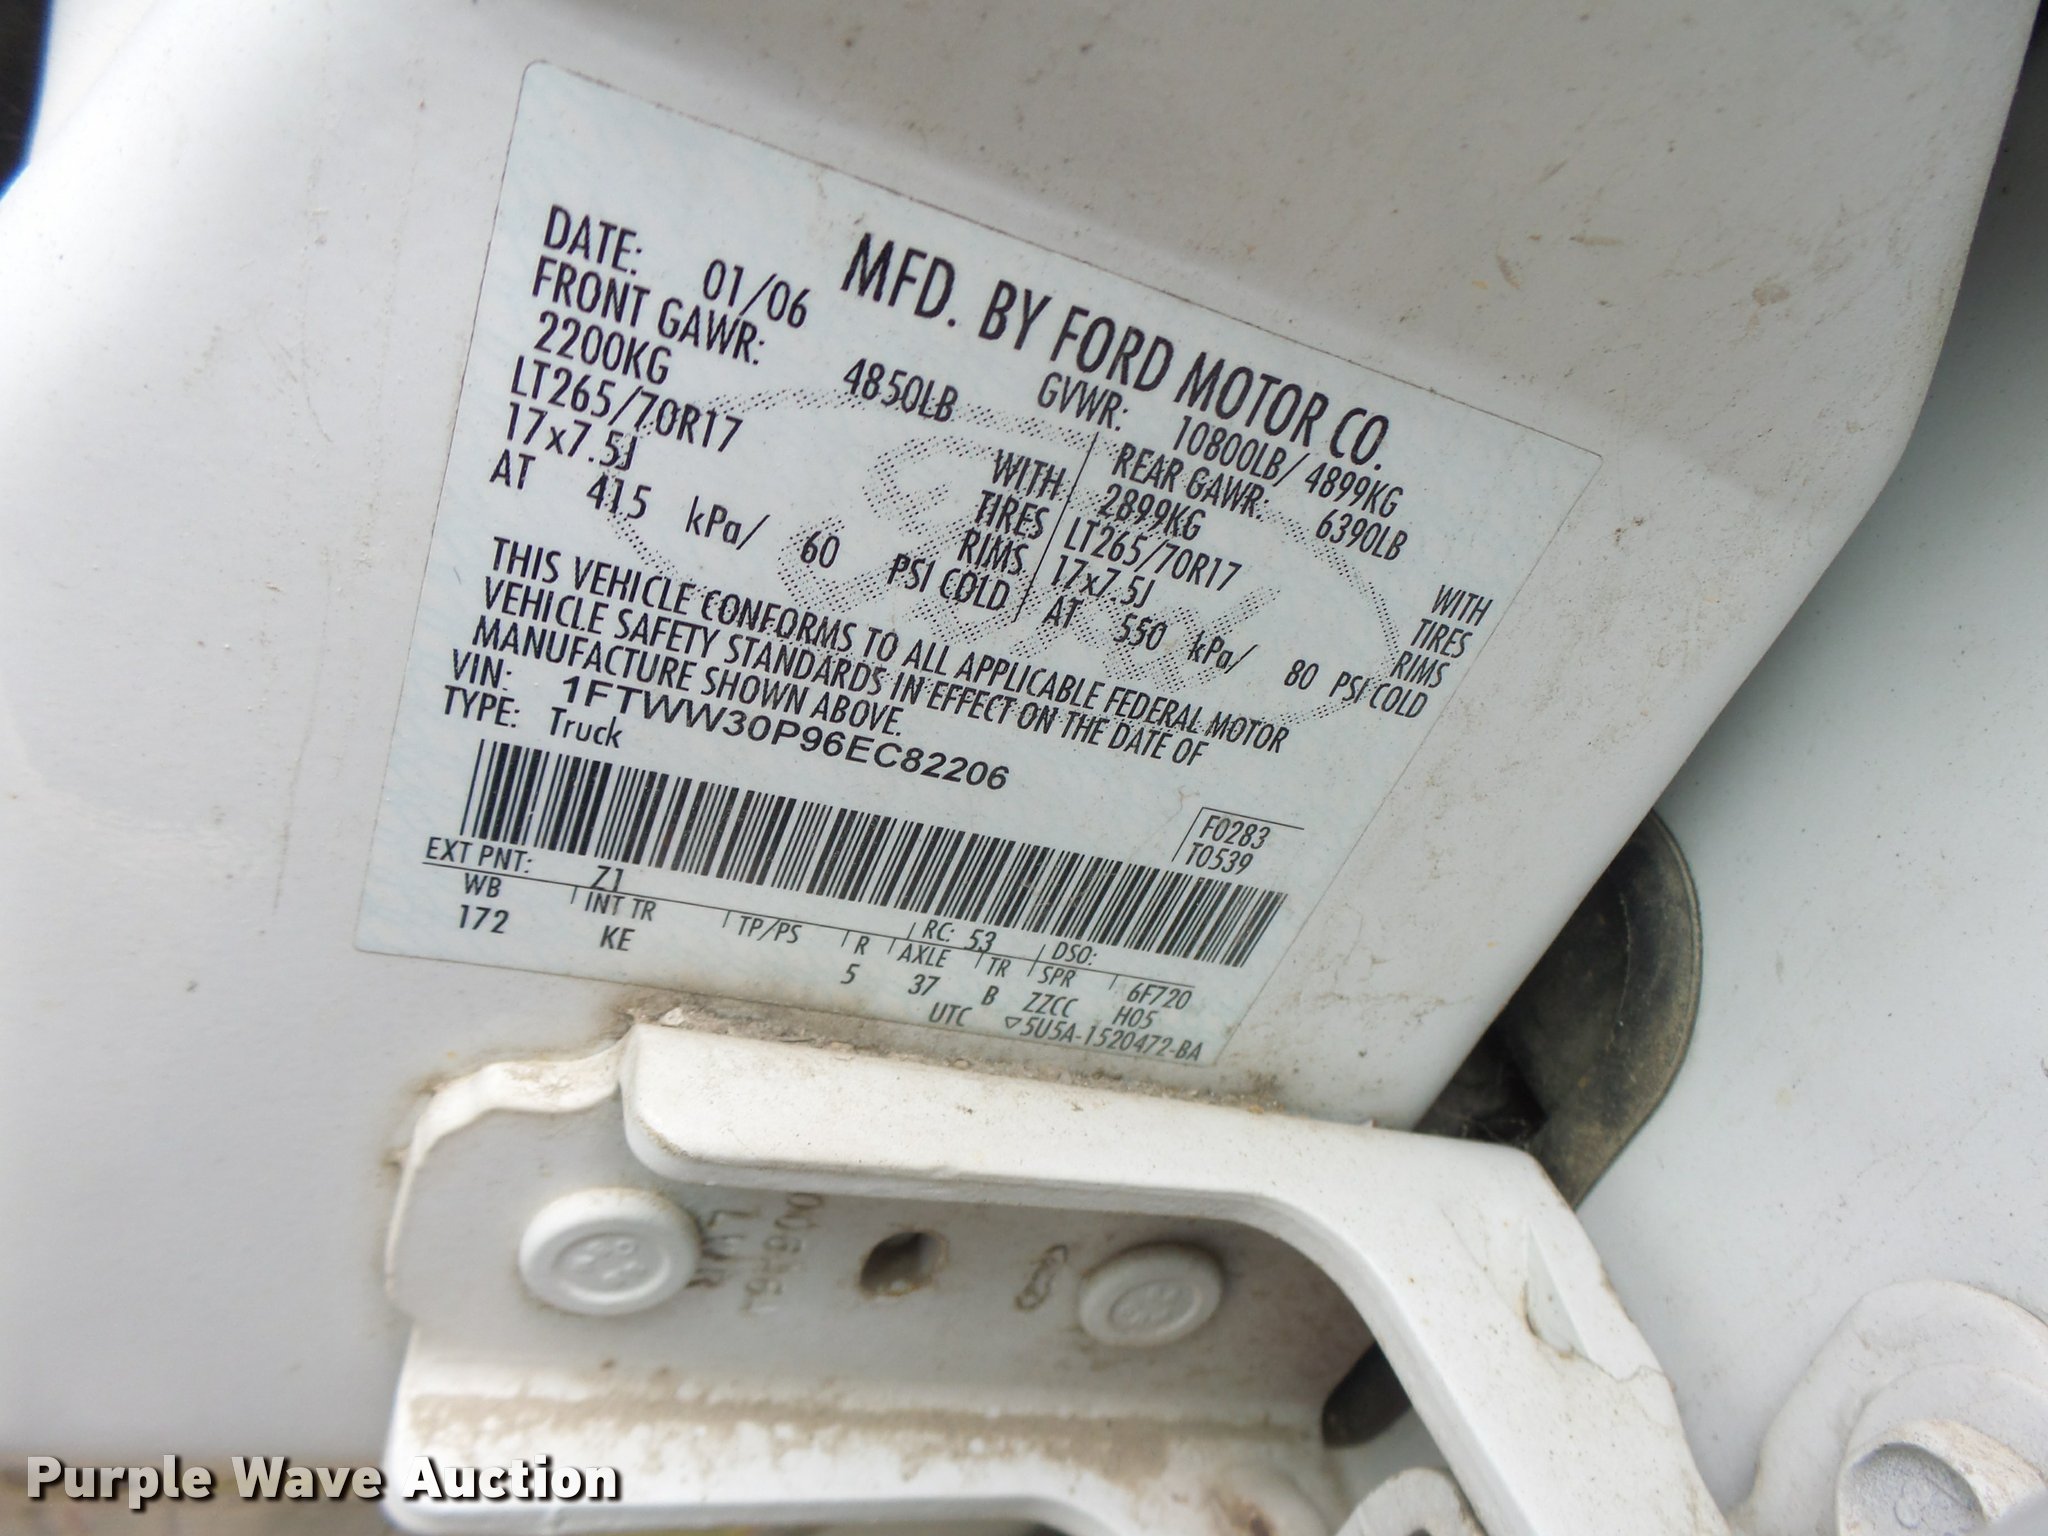 MFD. BY FORD MOTOR CO.
DATE: 01/06 GVWR: 10800LB/ 4899KG
FRONT GAWR: 4850LB REAR GAWR: 6390LB
2200KG WITH 2899KG WITH
LT265/70R17 TIRES LT265/70R17 TIRES
17x7.5J RIMS 17x7.5J RIMS
AT 415 kPa/ 60 PSI COLD AT 550 kPa/ 80 PSI COLD
THIS VEHICLE CONFORMS TO ALL APPLICABLE FEDERAL MOTOR
VEHICLE SAFETY STANDARDS IN EFFECT ON THE DATE OF
MANUFACTURE SHOWN ABOVE.
VIN: 1FTWW30P96EC82206
TYPE: Truck
F0283
T0539
EXT PNT: Z1 RC: 53 DSO:
WB INT TR TP/PS R AXLE TR SPR 6F720
172 KE 5 37 B ZZCC H05
UTC ▽5U5A-1520472-BA
Purple Wave Auction